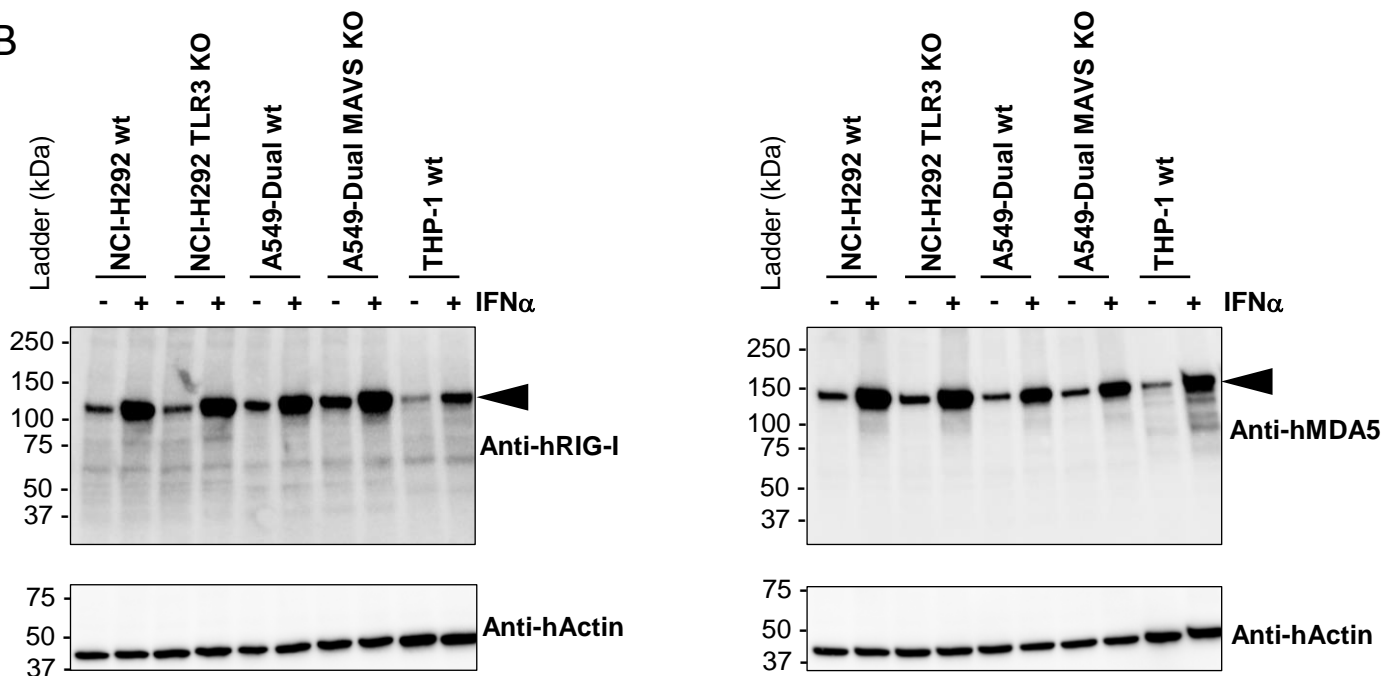 B
Ladder (kDa)
NCI-H292 wt
NCI-H292 TLR3 KO
A549-Dual wt
A549-Dual MAVS KO
THP-1 wt
- + - + - + - + - + IFNα
250 -
150 -
100 -
75 -
50 -
37 -
Anti-hRIG-I
75 -
50 -
37 -
Anti-hActin
Ladder (kDa)
NCI-H292 wt
NCI-H292 TLR3 KO
A549-Dual wt
A549-Dual MAVS KO
THP-1 wt
- + - + - + - + - + IFNα
250 -
150 -
100 -
75 -
50 -
37 -
Anti-hMDA5
75 -
50 -
37 -
Anti-hActin